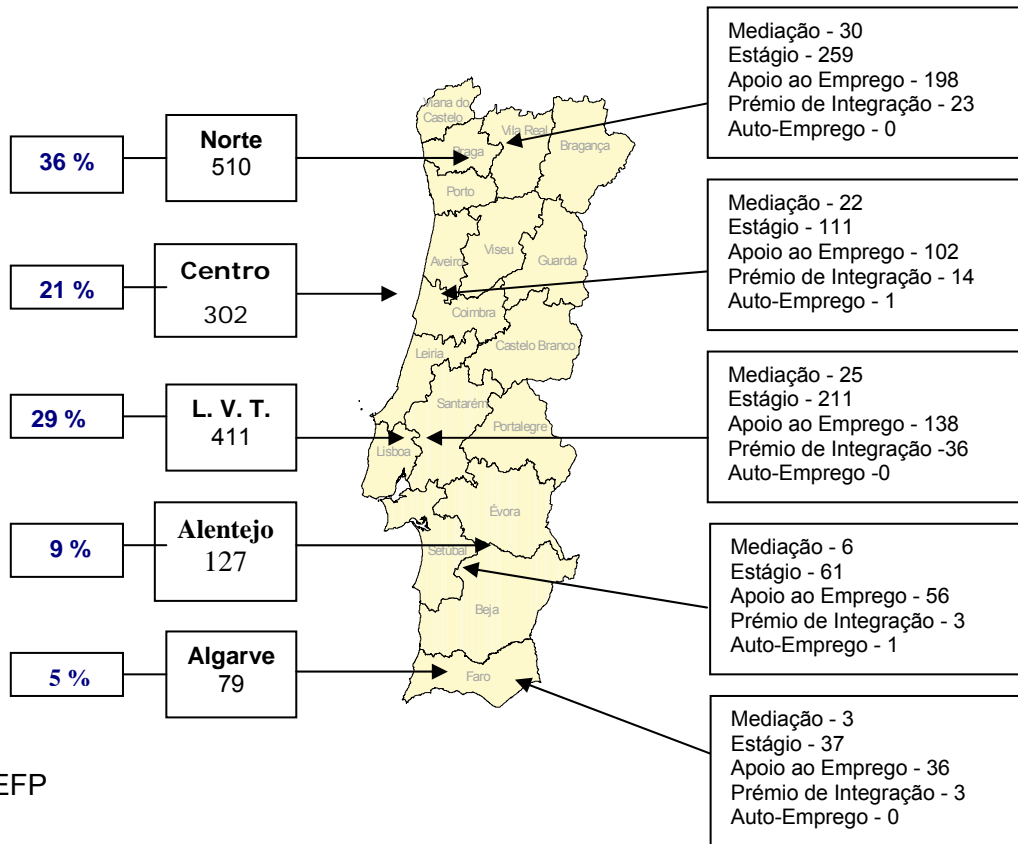 36 %
Norte
510
21 %
Centro
302
29 %
L. V. T.
411
9 %
Alentejo
127
5 %
Algarve
79
EFP
Viana do
Castelo
Braga
Vila Real
Bragança
Porto
Aveiro
Viseu
Guarda
Coimbra
Leiria
Castelo Branco
Santarém
Portalegre
Lisboa
Évora
Setúbal
Beja
Faro
Mediação - 30
Estágio - 259
Apoio ao Emprego - 198
Prémio de Integração - 23
Auto-Emprego - 0
Mediação - 22
Estágio - 111
Apoio ao Emprego - 102
Prémio de Integração - 14
Auto-Emprego - 1
Mediação - 25
Estágio - 211
Apoio ao Emprego - 138
Prémio de Integração -36
Auto-Emprego -0
Mediação - 6
Estágio - 61
Apoio ao Emprego - 56
Prémio de Integração - 3
Auto-Emprego - 1
Mediação - 3
Estágio - 37
Apoio ao Emprego - 36
Prémio de Integração - 3
Auto-Emprego - 0